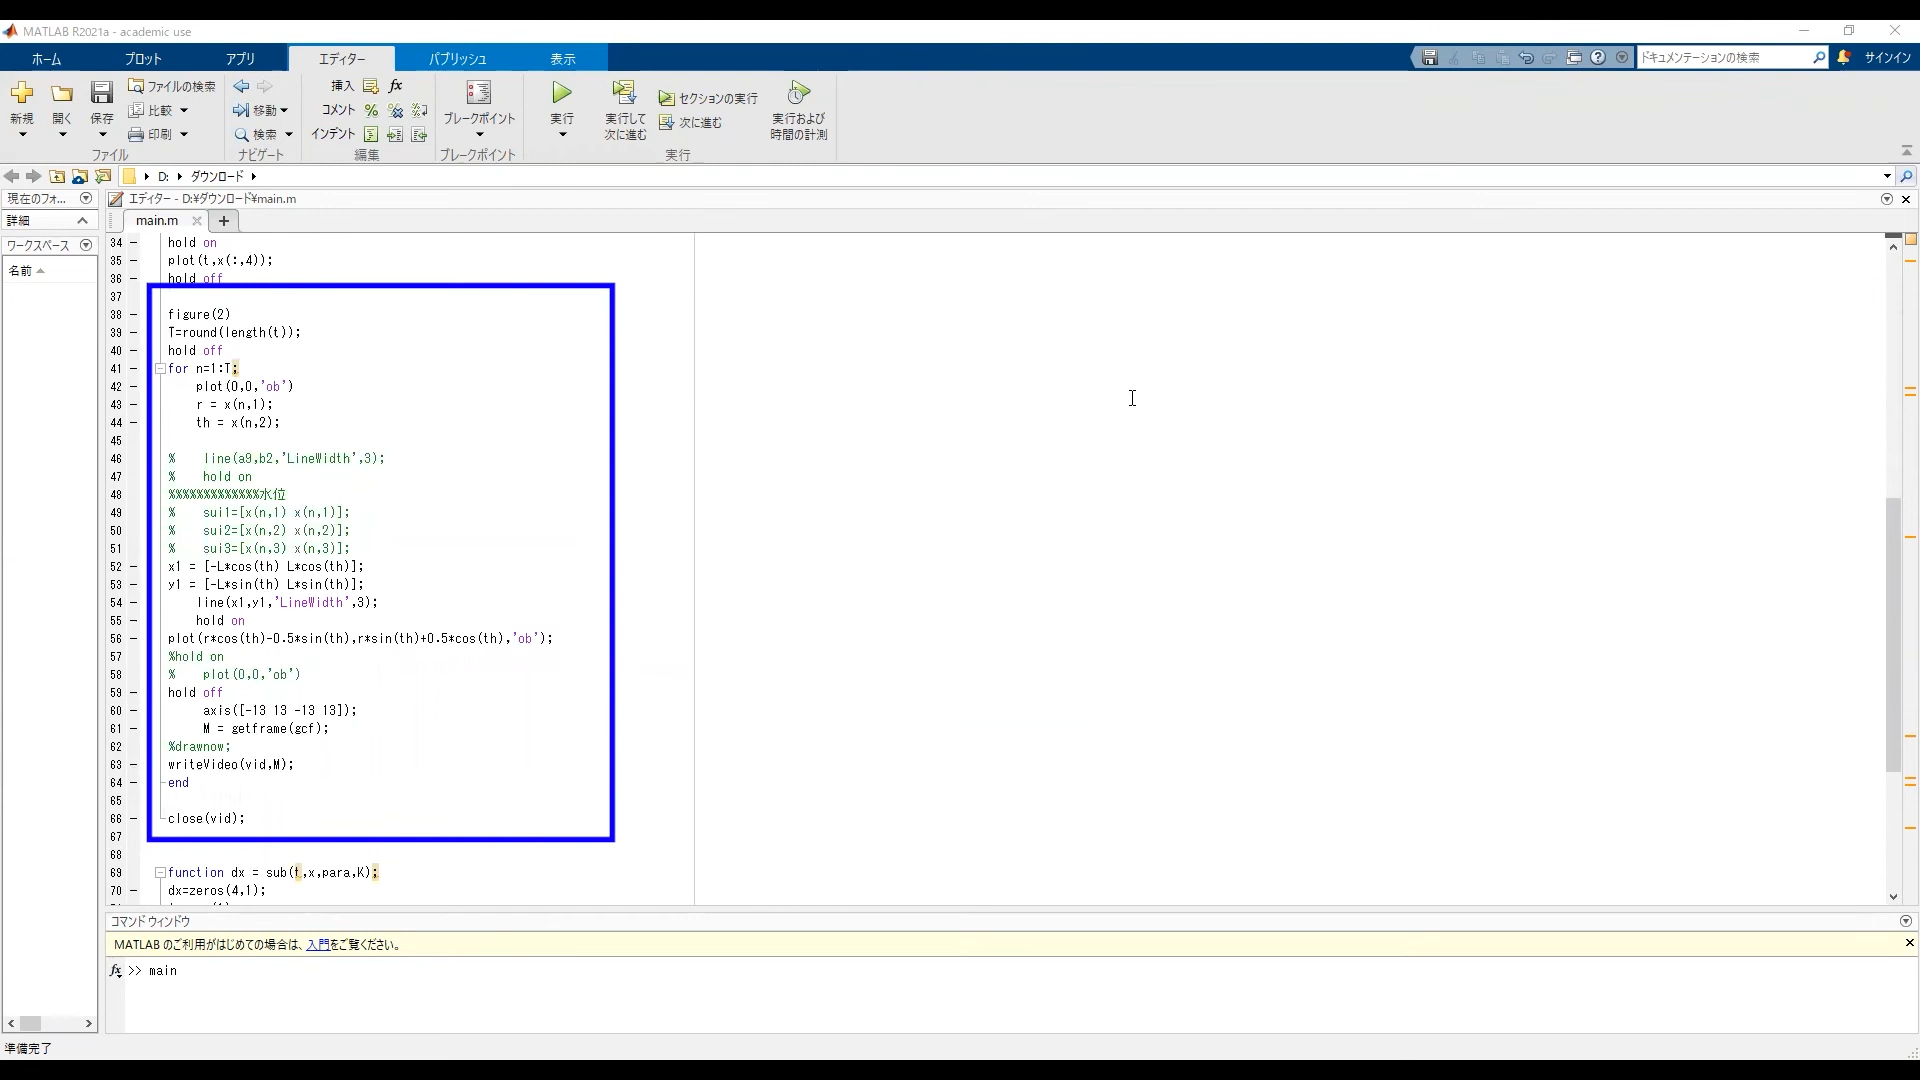 MATLAB R2021a - academic use
ホーム
プロット
アプリ
エディター
パブリッシュ
表示
ドキュメンテーションの検索
サインイン
新規
開く
保存
ファイルの検索
比較
印刷
ファイル
移動
検索
ナビゲート
挿入
fx
コメント
インデント
編集
ブレークポイント
ブレークポイント
実行
実行して
次に進む
セクションの実行
次に進む
実行および
時間の計測
実行
D:
ダウンロード
現在のフォ...
詳細
ワークスペース
名前
エディター - D:¥ダウンロード¥main.m
main.m
34 hold on
35 plot(t,x(:,4));
36 hold off
37
38 figure(2)
39 T=round(length(t));
40 hold off
41 for n=1:T;
42 plot(0,0,'ob')
43 r = x(n,1);
44 th = x(n,2);
45
46 % line(a9,b2,'LineWidth',3);
47 % hold on
48 %%%%%%%%%%%%%水位
49 % sui1=[x(n,1) x(n,1)];
50 % sui2=[x(n,2) x(n,2)];
51 % sui3=[x(n,3) x(n,3)];
52 x1 = [-L*cos(th) L*cos(th)];
53 y1 = [-L*sin(th) L*sin(th)];
54 line(x1,y1,'LineWidth',3);
55 hold on
56 plot(r*cos(th)-0.5*sin(th),r*sin(th)+0.5*cos(th),'ob');
57 %hold on
58 % plot(0,0,'ob')
59 hold off
60 axis([-13 13 -13 13]);
61 M = getframe(gcf);
62 %drawnow;
63 writeVideo(vid,M);
64 end
65
66 close(vid);
67
68
69 function dx = sub(t,x,para,K);
70 dx=zeros(4,1);
コマンド ウィンドウ
MATLAB のご利用がはじめての場合は、入門をご覧ください。
fx >> main
準備完了